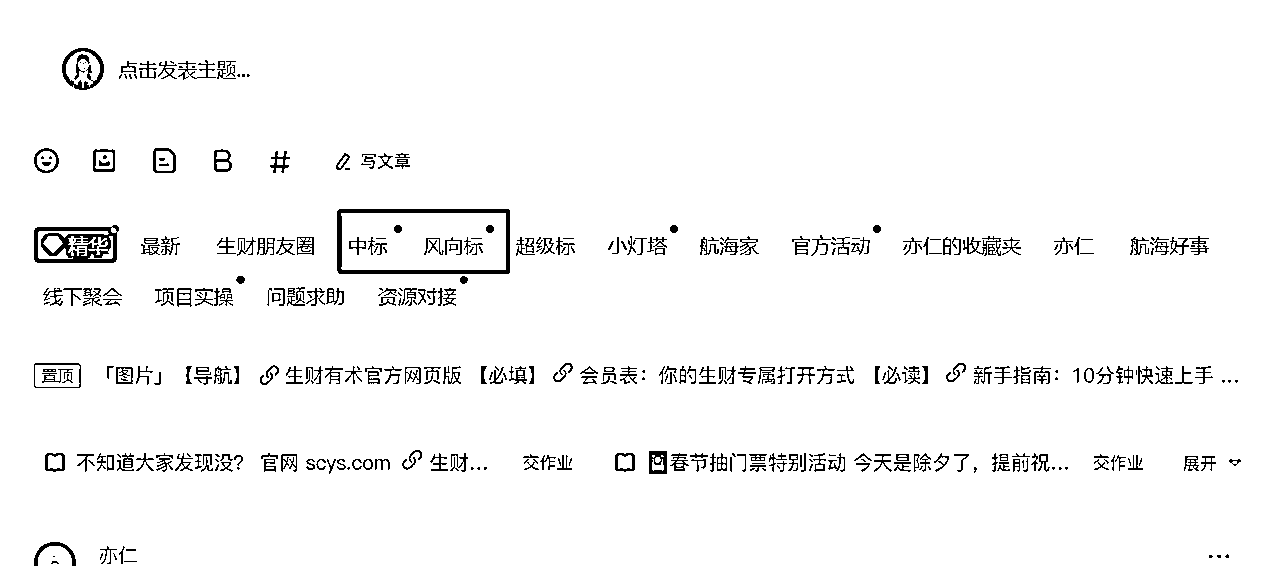 点击发表主题...
B # 写文章
精华 最新 生财朋友圈 中标 风向标 超级标 小灯塔 航海家 官方活动 亦仁的收藏夹 亦仁 航海好事
线下聚会 项目实操 问题求助 资源对接
置顶 「图片」【导航】 生财有术官方网页版 【必填】 会员表：你的生财专属打开方式 【必读】 新手指南：10分钟快速上手 ...
不知道大家发现没？ 官网 scys.com 生财... 交作业 春节抽门票特别活动 今天是除夕了，提前祝... 交作业 展开
亦仁